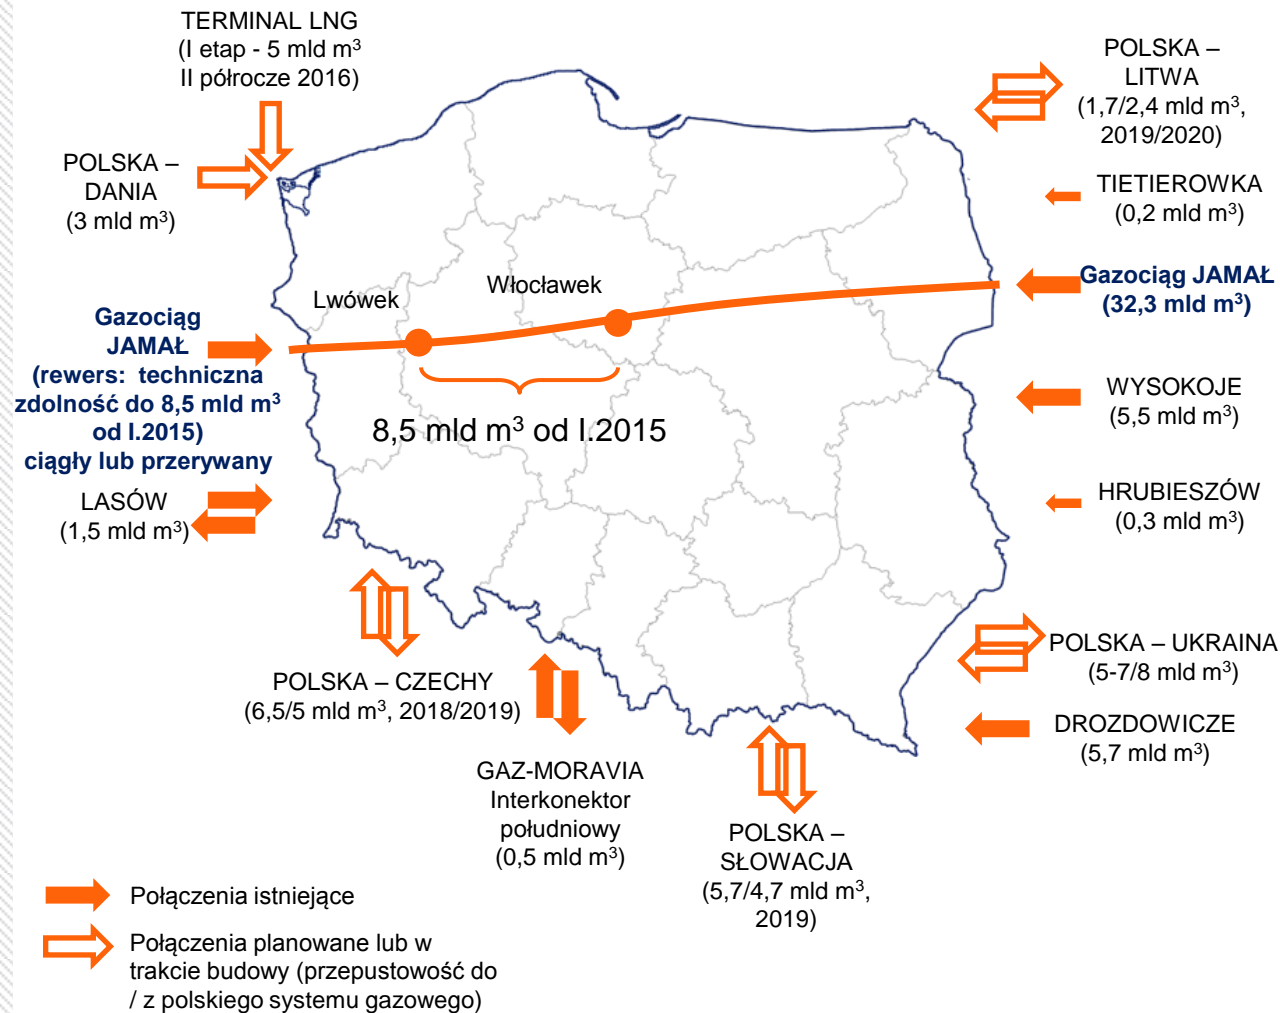 TERMINAL LNG
(I etap - 5 mld m³
II półrocze 2016)
POLSKA –
DANIA
(3 mld m³)
POLSKA –
LITWA
(1,7/2,4 mld m³,
2019/2020)
TIETIEROWKA
(0,2 mld m³)
Gazociąg JAMAŁ
(32,3 mld m³)
Lwówek
Włocławek
Gazociąg
JAMAŁ
(rewers: techniczna
zdolność do 8,5 mld m³
od I.2015)
ciągły lub przerywany
8,5 mld m³ od I.2015
WYSOKOJE
(5,5 mld m³)
LASÓW
(1,5 mld m³)
HRUBIESZÓW
(0,3 mld m³)
POLSKA – UKRAINA
(5-7/8 mld m³)
POLSKA – CZECHY
(6,5/5 mld m³, 2018/2019)
DROZDOWICZE
(5,7 mld m³)
GAZ-MORAVIA
Interkonektor
południowy
(0,5 mld m³)
POLSKA –
SŁOWACJA
(5,7/4,7 mld m³,
2019)
Połączenia istniejące
Połączenia planowane lub w
trakcie budowy (przepustowość do
/ z polskiego systemu gazowego)